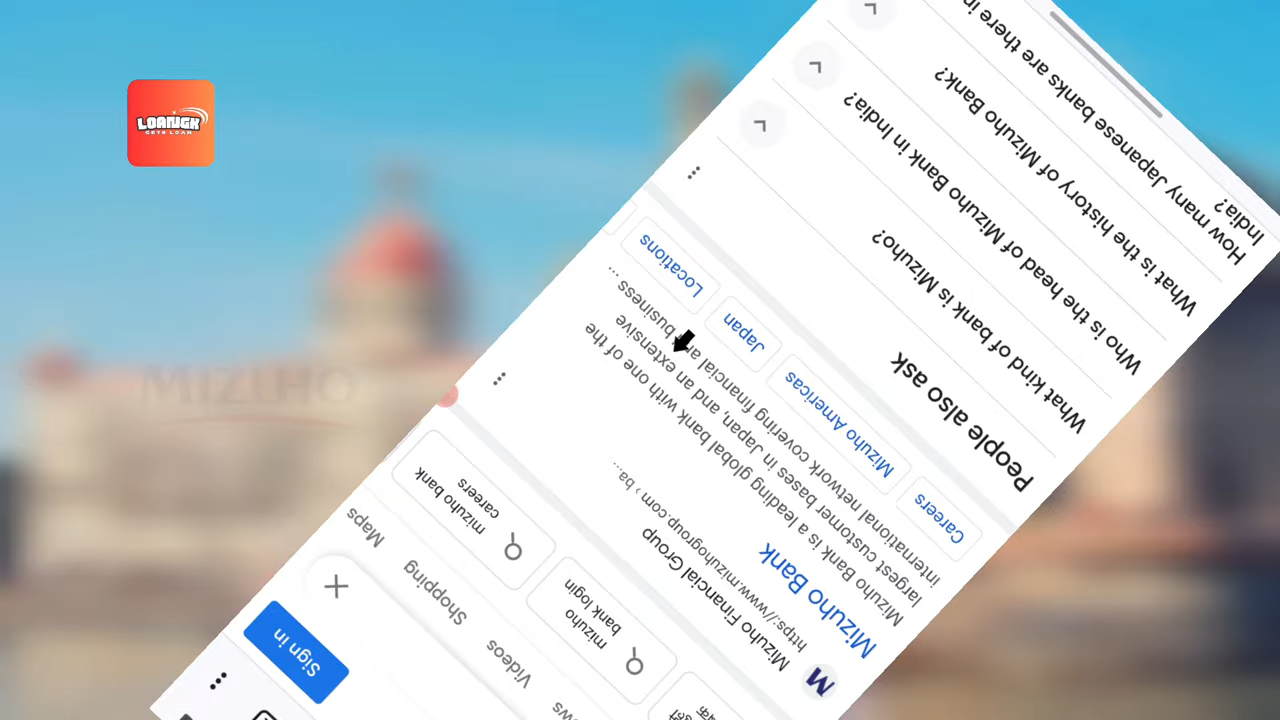 LOANGK
GETS LOAN
MIZUHO
Sign in
Videos
Shopping
Maps
mizuho
bank login
mizuho bank
careers
Mizuho Financial Group
https://www.mizuhogroup.com › ba...
Mizuho Bank
Mizuho Bank is a leading global bank with one of the
largest customer bases in Japan, and an extensive
international network covering financial and business ...
Careers
Mizuho Americas
Japan
Locations
People also ask
What kind of bank is Mizuho?
Who is the head of Mizuho Bank in India?
What is the history of Mizuho Bank?
How many Japanese banks are there in
India?